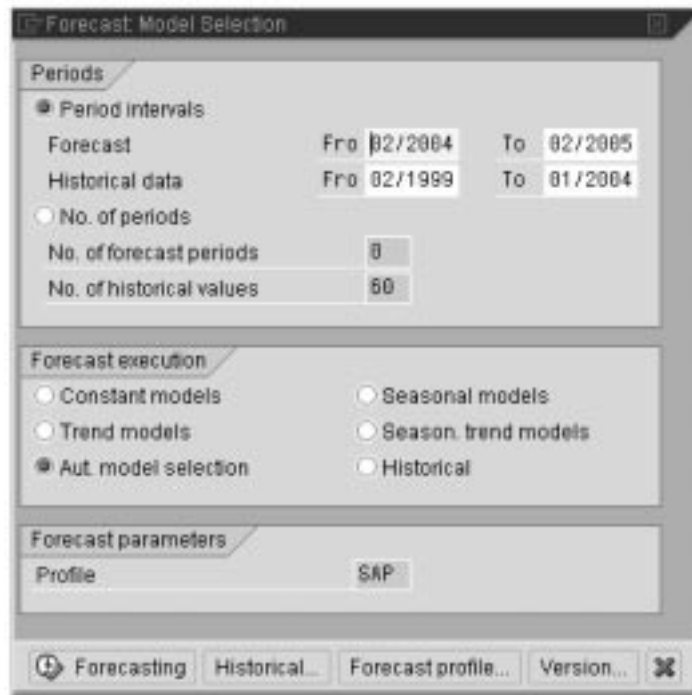 Forecast: Model Selection
Periods
Period intervals
Forecast Fro 02/2004 To 02/2005
Historical data Fro 02/1999 To 01/2004
No. of periods
No. of forecast periods 0
No. of historical values 60
Forecast execution
Constant models Seasonal models
Trend models Season. trend models
Aut. model selection Historical
Forecast parameters
Profile SAP
Forecasting Historical... Forecast profile... Version...